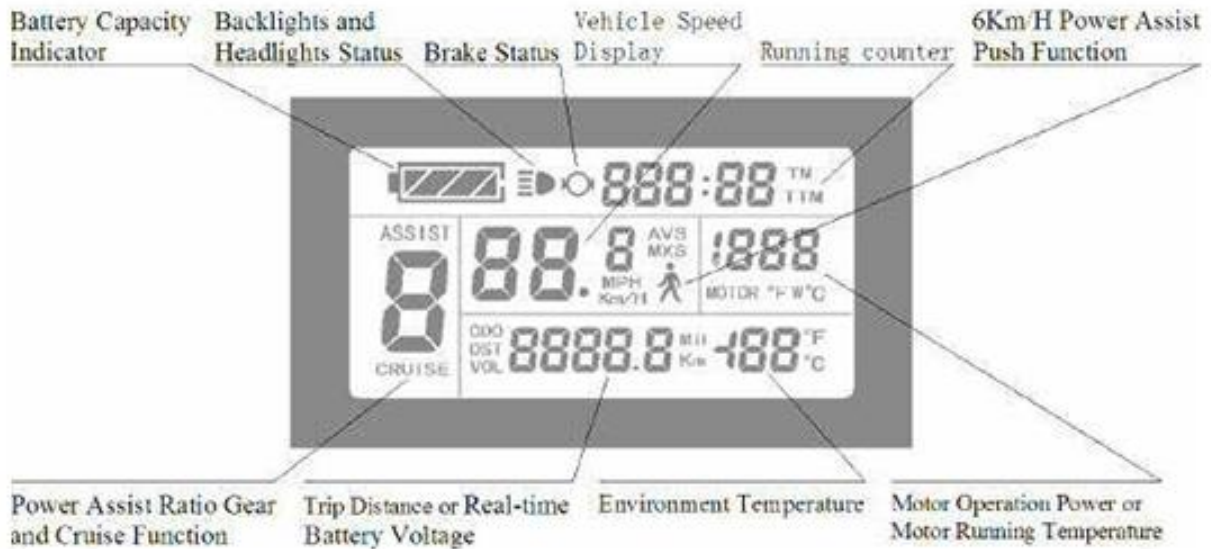 Battery Capacity
Indicator
Backlights and
Headlights Status
Brake Status
Vehicle Speed
Display
Running counter
6Km/H Power Assist
Push Function
888:88 TM
TTM
ASSIST
8
CRUISE
88.8 AVS
MXS
MPH
Km/H
1888
MOTOR °F W°C
ODO
DST
VOL
8888.8 Mil
Km
-188 °F
°C
Power Assist Ratio Gear
and Cruise Function
Trip Distance or Real-time
Battery Voltage
Environment Temperature
Motor Operation Power or
Motor Running Temperature